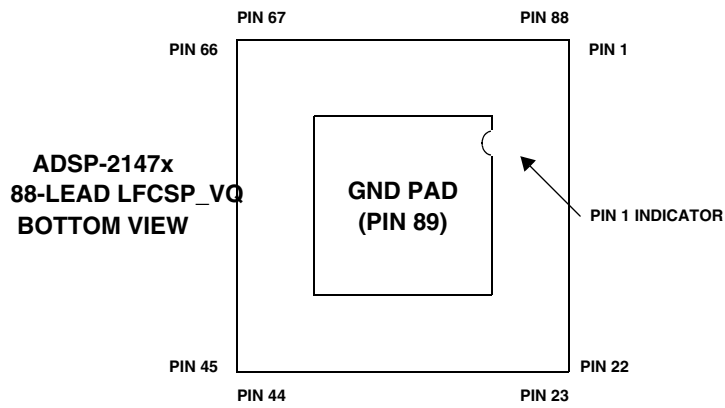 PIN 67
PIN 88
PIN 66
PIN 1
ADSP-2147x
88-LEAD LFCSP_VQ
BOTTOM VIEW
GND PAD
(PIN 89)
PIN 1 INDICATOR
PIN 45
PIN 22
PIN 44
PIN 23